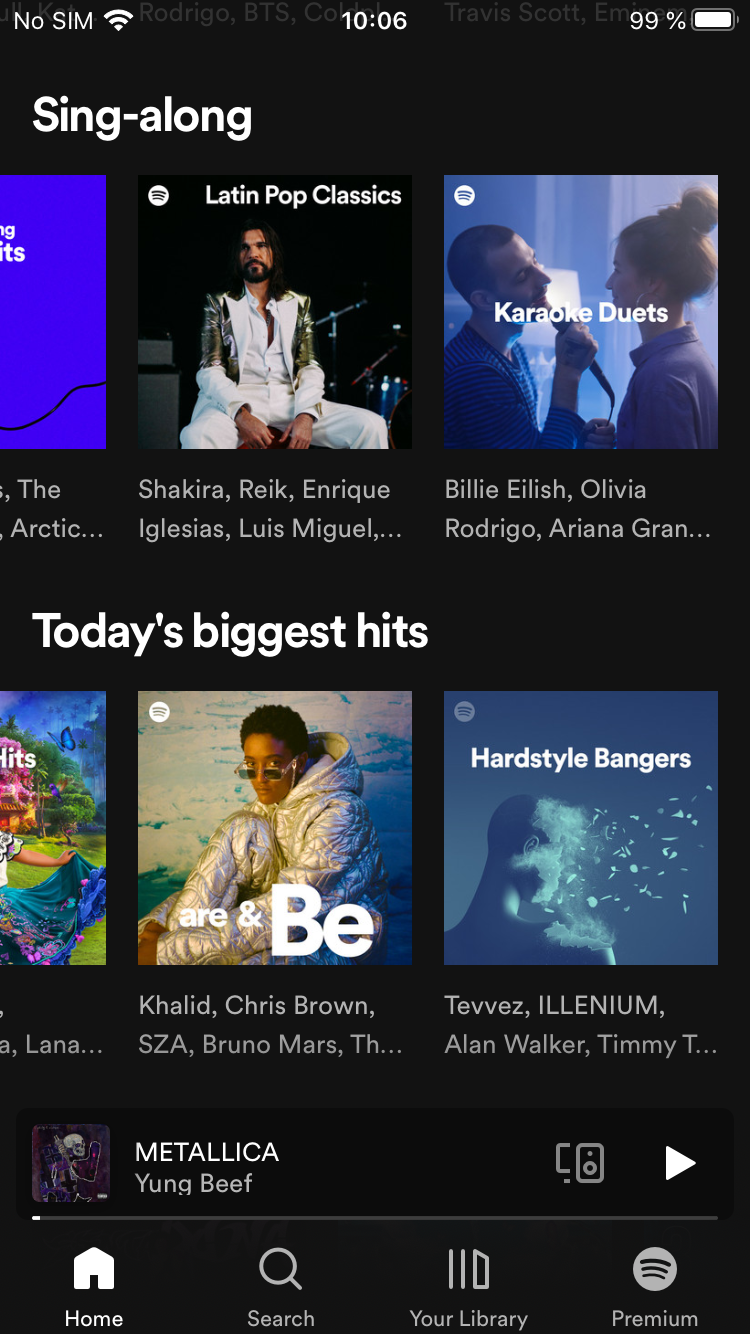 Rodrigo, BTS, Coldpl
Travis Scott, Eminem
No SIM 10:06 99 %
Sing-along
ng
its
Latin Pop Classics
Karaoke Duets
s, The
, Arctic...
Shakira, Reik, Enrique
Iglesias, Luis Miguel,...
Billie Eilish, Olivia
Rodrigo, Ariana Gran...
Today's biggest hits
Hits
are & Be
Hardstyle Bangers
,
a, Lana...
Khalid, Chris Brown,
SZA, Bruno Mars, Th...
Tevvez, ILLENIUM,
Alan Walker, Timmy T...
METALLICA
Yung Beef
Home
Search
Your Library
Premium